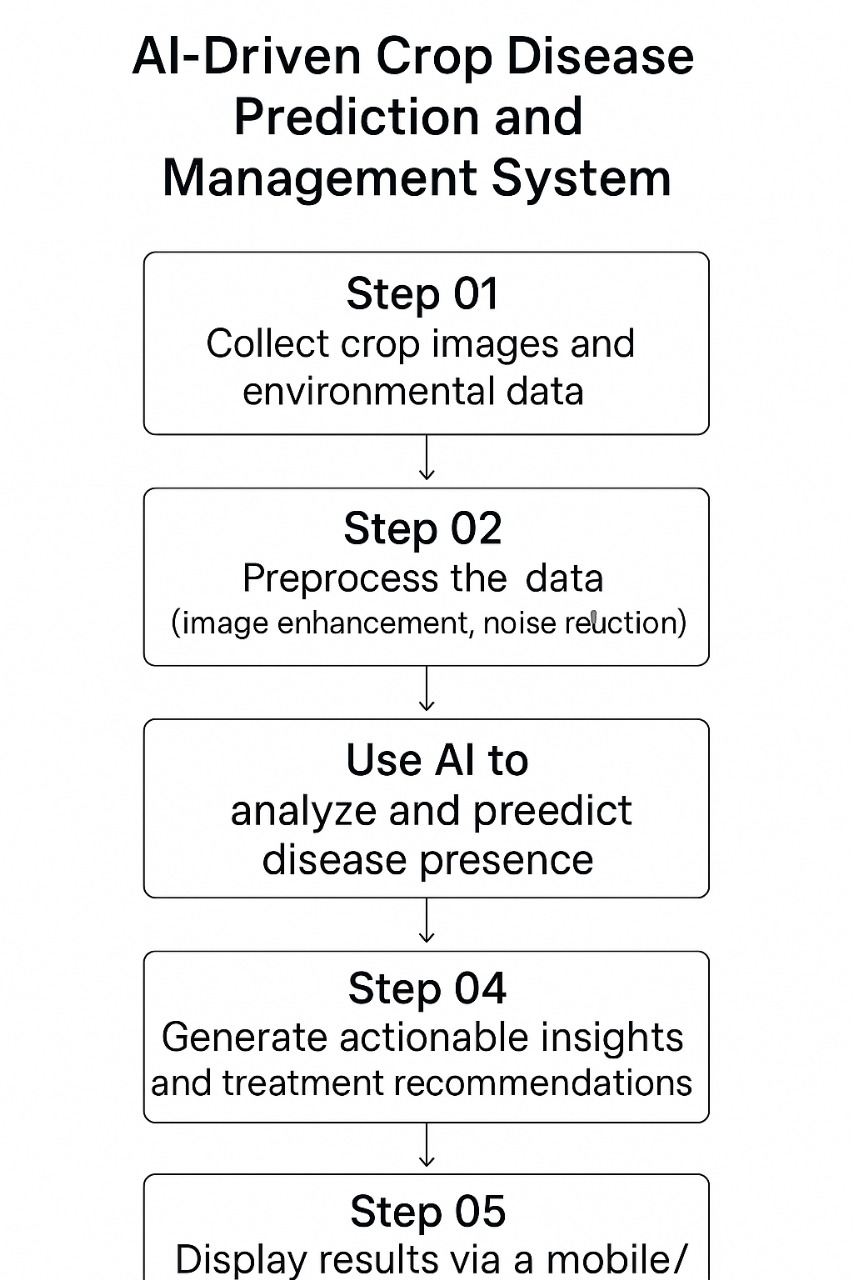 AI-Driven Crop Disease
Prediction and
Management System
Step 01
Collect crop images and
environmental data
Step 02
Preprocess the data
(image enhancement, noise reuction)
Use AI to
analyze and preedict
disease presence
Step 04
Generate actionable insights
and treatment recommendations
Step 05
Display results via a mobile/